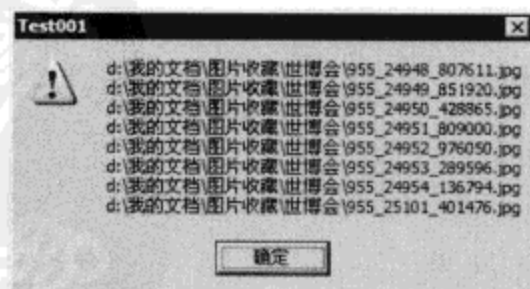 Test001
d:\我的文档\图片收藏\世博会\955_24948_807611.jpg
d:\我的文档\图片收藏\世博会\955_24949_851920.jpg
d:\我的文档\图片收藏\世博会\955_24950_428865.jpg
d:\我的文档\图片收藏\世博会\955_24951_809000.jpg
d:\我的文档\图片收藏\世博会\955_24952_976050.jpg
d:\我的文档\图片收藏\世博会\955_24953_289596.jpg
d:\我的文档\图片收藏\世博会\955_24954_136794.jpg
d:\我的文档\图片收藏\世博会\955_25101_401476.jpg
确定